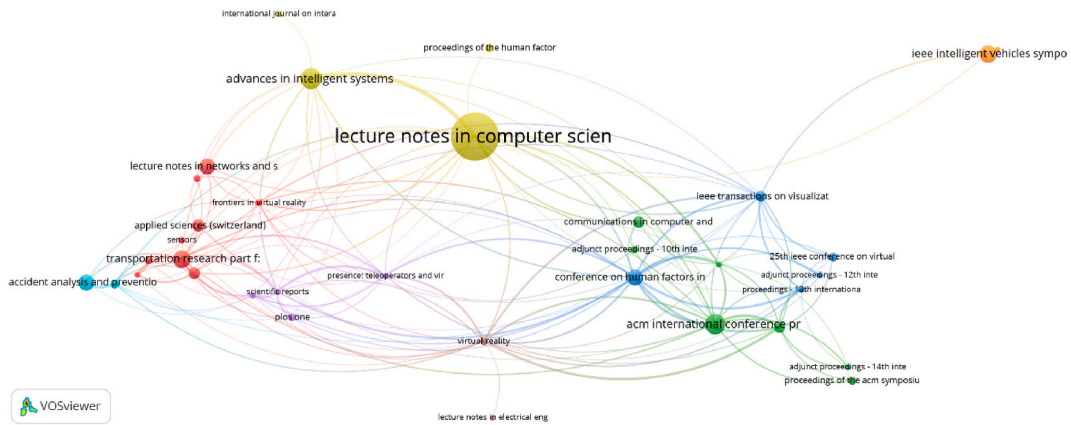 international journal on intera
proceedings of the human factor
ieee intelligent vehicles sympo
advances in intelligent systems
lecture notes in computer scien
lecture notes in networks and s
frontiers in virtual reality
ieee transactions on visualizat
applied sciences (switzerland)
communications in computer and
sensors
adjunct proceedings - 10th inte
25th ieee conference on virtual
transportation research part f:
presence: teleoperators and vir
conference on human factors in
adjunct proceedings - 12th inte
accident analysis and preventio
scientific reports
proceedings - 13th internationa
plos one
acm international conference pr
virtual reality
adjunct proceedings - 14th inte
proceedings of the acm symposiu
VOSviewer
lecture notes in electrical eng